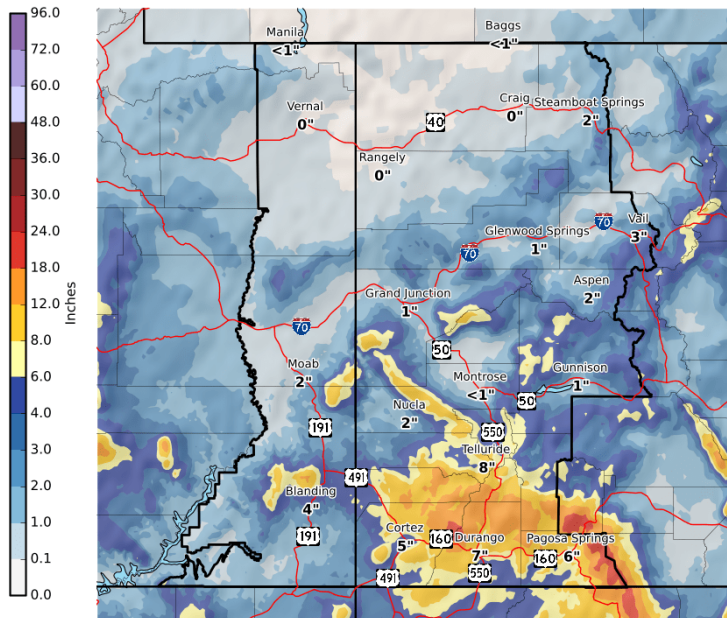 96.0
72.0
60.0
48.0
36.0
30.0
24.0
18.0
12.0
8.0
6.0
4.0
3.0
2.0
1.0
0.1
0.0
Inches
Manila
<1"
Baggs
<1"
Vernal
0"
40
Craig
0"
Steamboat Springs
2"
Rangely
0"
Glenwood Springs
1"
70
Vail
3"
70
Aspen
2"
Grand Junction
1"
70
50
Moab
2"
Montrose
<1"
Gunnison
1"
50
Nucla
2"
191
550
Telluride
8"
491
Blanding
4"
191
Cortez
5"
160
Durango
7"
Pagosa Springs
160
6"
491
550